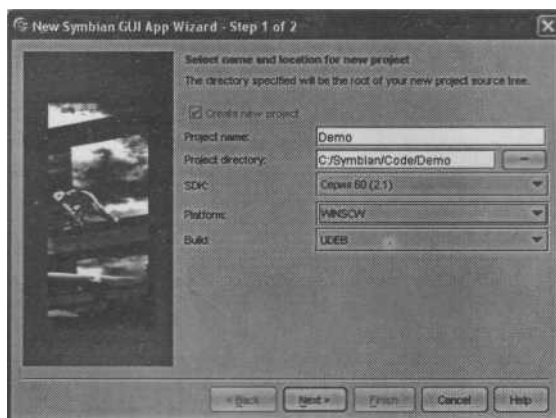 New Symbian GUI App Wizard - Step 1 of 2
Select name and location for new project
The directory specified will be the root of your new project source tree.
Create new project
Project name: Demo
Project directory: C:/Symbian/Code/Demo
SDK: Серия 60 (2.1)
Platform: WINSCW
Build: UDEB
< Back Next > Finish Cancel Help